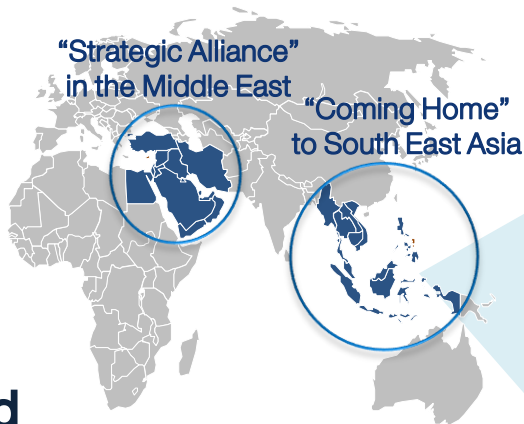 “Strategic Alliance”
in the Middle East
“Coming Home”
to South East Asia
d